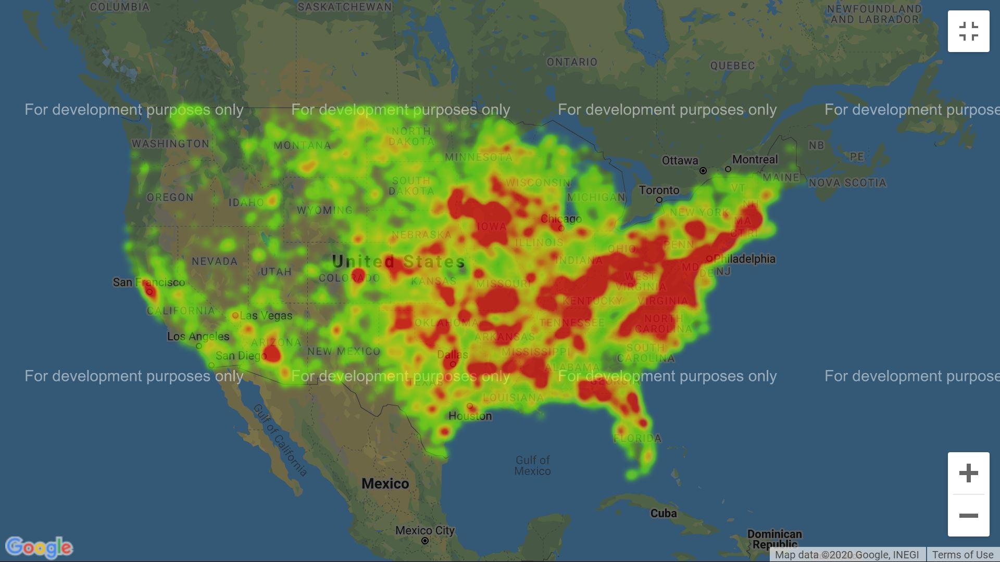 COLUMBIA
SASKATCHEWAN
NEWFOUNDLAND
AND LABRADOR
ONTARIO
QUEBEC
For development purposes only
For development purposes only
For development purposes only
For development purpose
WASHINGTON
MONTANA
NORTH
DAKOTA
MINNESOTA
NB
PE
Ottawa
Montreal
MAINE
NOVA SCOTIA
OREGON
IDAHO
WYOMING
SOUTH
DAKOTA
WISCONSIN
MICHIGAN
Toronto
VT
NH
NEW YORK
MA
CT RI
Chicago
IOWA
NEBRASKA
ILLINOIS
INDIANA
OHIO
PENN
Philadelphia
MD
DE
NJ
NEVADA
UTAH
United States
COLORADO
KANSAS
MISSOURI
WEST
VIRGINIA
KENTUCKY
VIRGINIA
San Francisco
CALIFORNIA
Las Vegas
OKLAHOMA
TENNESSEE
NORTH
CAROLINA
Los Angeles
ARIZONA
NEW MEXICO
ARKANSAS
MISSISSIPPI
SOUTH
CAROLINA
San Diego
Dallas
ALABAMA
For development purposes only
For development purposes only
For development purposes only
For development purpose
TEXAS
GEORGIA
LOUISIANA
Houston
FLORIDA
Gulf of California
Gulf of
Mexico
Mexico
Cuba
Mexico City
Dominican
Republic
Google
Map data ©2020 Google, INEGI
Terms of Use